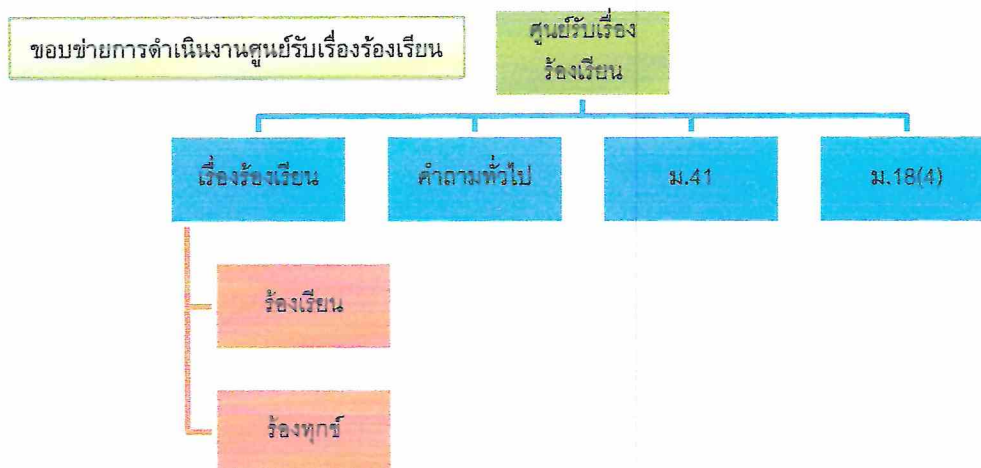 ขอบข่ายการดำเนินงานศูนย์รับเรื่องร้องเรียน
ศูนย์รับเรื่อง
ร้องเรียน
เรื่องร้องเรียน
คำถามทั่วไป
ม.41
ม.18(4)
ร้องเรียน
ร้องทุกข์